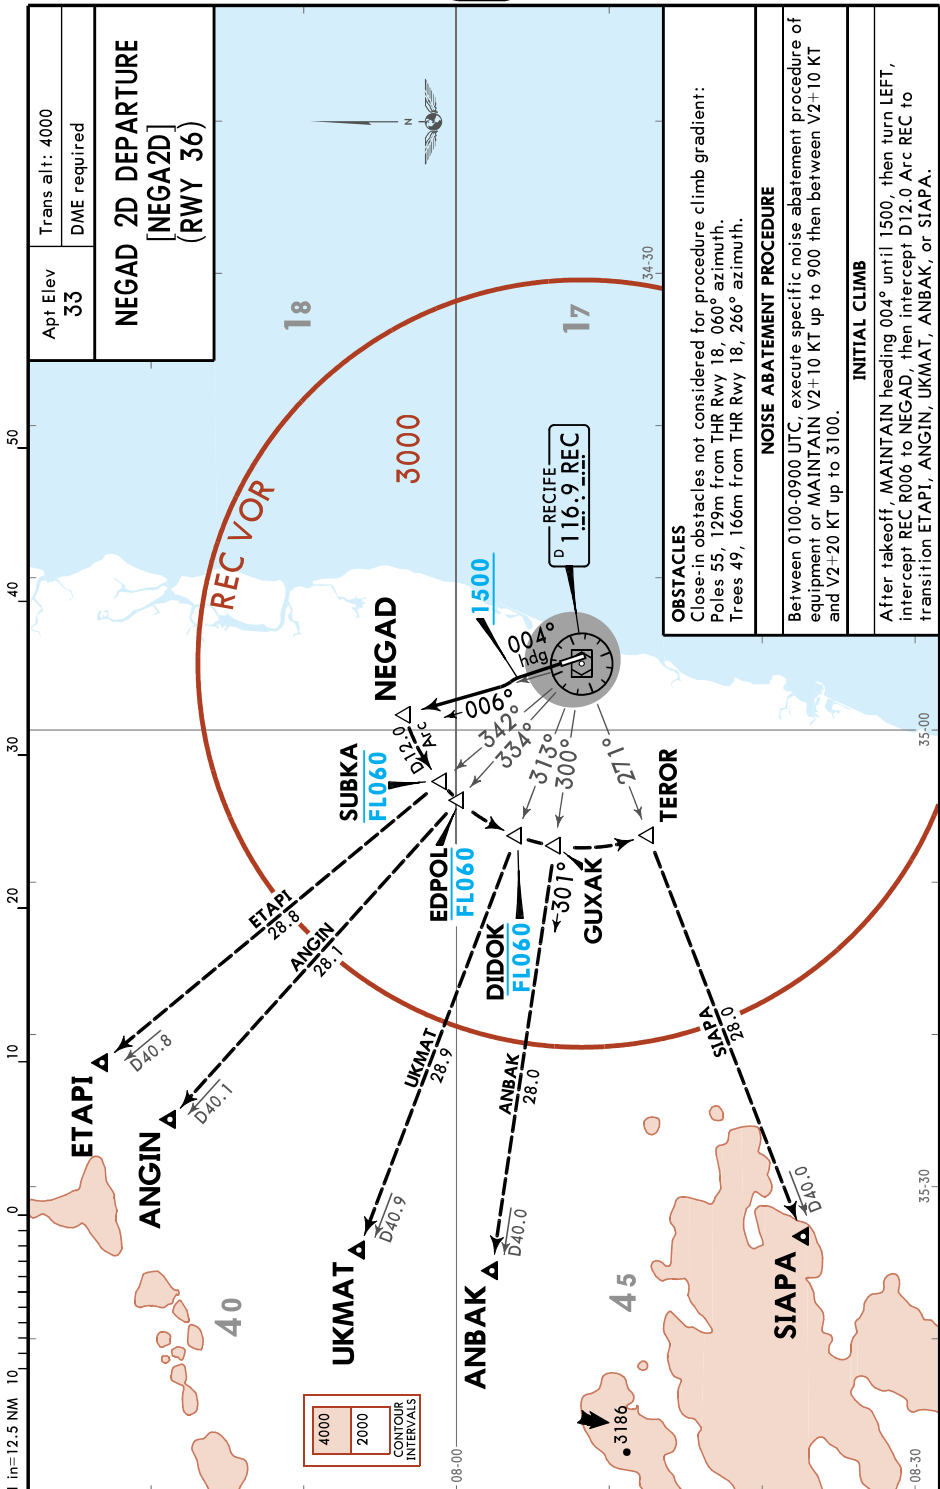 Apt Elev
33
Trans alt: 4000
DME required
NEGAD 2D DEPARTURE
[NEGA2D]
(RWY 36)
N
OBSTACLES
Close-in obstacles not considered for procedure climb gradient:
Poles 55, 129m from THR Rwy 18, 060° azimuth.
Trees 49, 166m from THR Rwy 18, 266° azimuth.
NOISE ABATEMENT PROCEDURE
Between 0100-0900 UTC, execute specific noise abatement procedure of
equipment or MAINTAIN V2+10 KT up to 900 then between V2+10 KT
and V2+20 KT up to 3100.
INITIAL CLIMB
After takeoff, MAINTAIN heading 004° until 1500, then turn LEFT,
intercept REC R006 to NEGAD, then intercept D12.0 Arc REC to
transition ETAPI, ANGIN, UKMAT, ANBAK, or SIAPA.
18
17
34-30
3000
REC VOR
RECIFE
D
116.9 REC
1500
004°
hdg
006°
NEGAD
D12.0
Arc
342°
334°
313°
300°
271°
SUBKA
FL060
EDPOL
FL060
DIDOK
FL060
GUXAK
301°
TEROR
35-00
ETAPI
28.8
ANGIN
28.1
UKMAT
28.9
ANBAK
28.0
SIAPA
28.0
D40.8
ETAPI
D40.1
ANGIN
D40.9
UKMAT
D40.0
ANBAK
D40.0
SIAPA
35-30
40
45
3186
4000
2000
CONTOUR
INTERVALS
08-00
08-30
1 in=12.5 NM
10
0
10
20
30
40
50